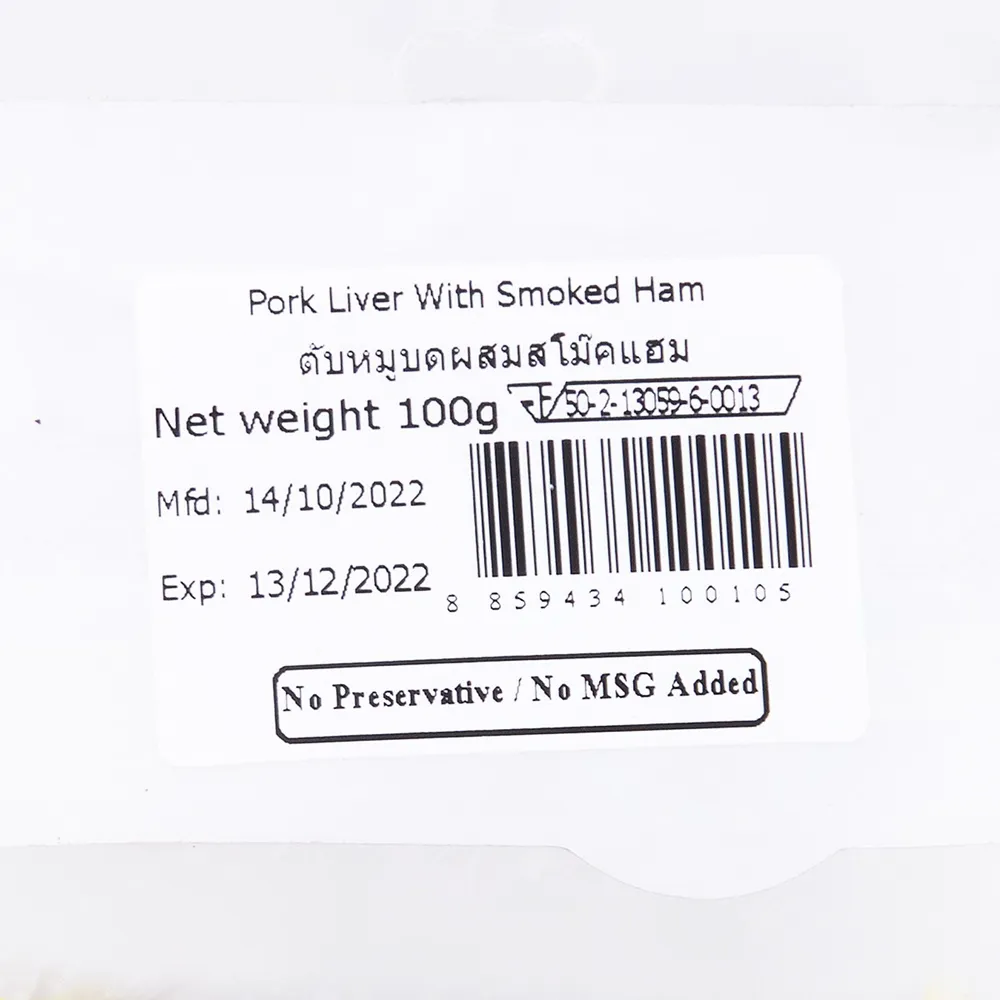 Pork Liver With Smoked Ham
ตับหมูบดผสมสโม๊คแฮม
Net weight 100g
50-2-13059-6-0013
Mfd: 14/10/2022
Exp: 13/12/2022
8 859434 100105
No Preservative / No MSG Added